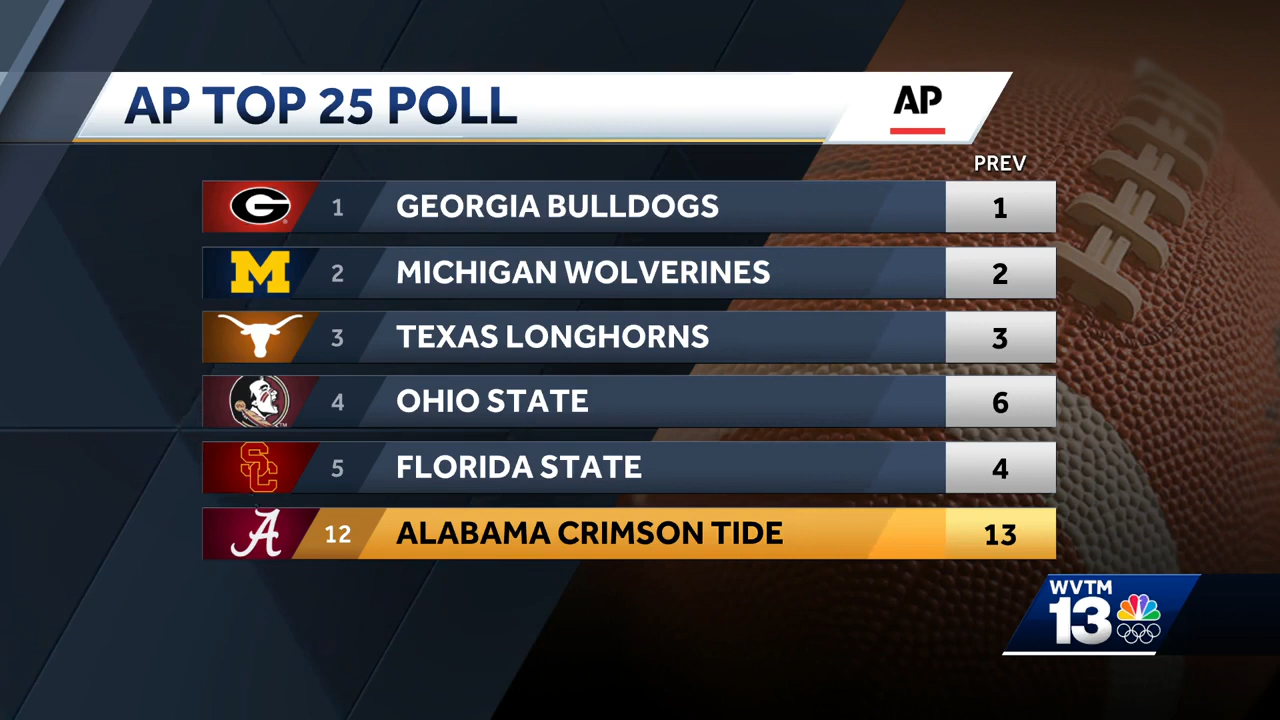 AP TOP 25 POLL
AP
PREV
G 1 GEORGIA BULLDOGS 1
M 2 MICHIGAN WOLVERINES 2
3 TEXAS LONGHORNS 3
4 OHIO STATE 6
SC 5 FLORIDA STATE 4
A 12 ALABAMA CRIMSON TIDE 13
WVTM
13